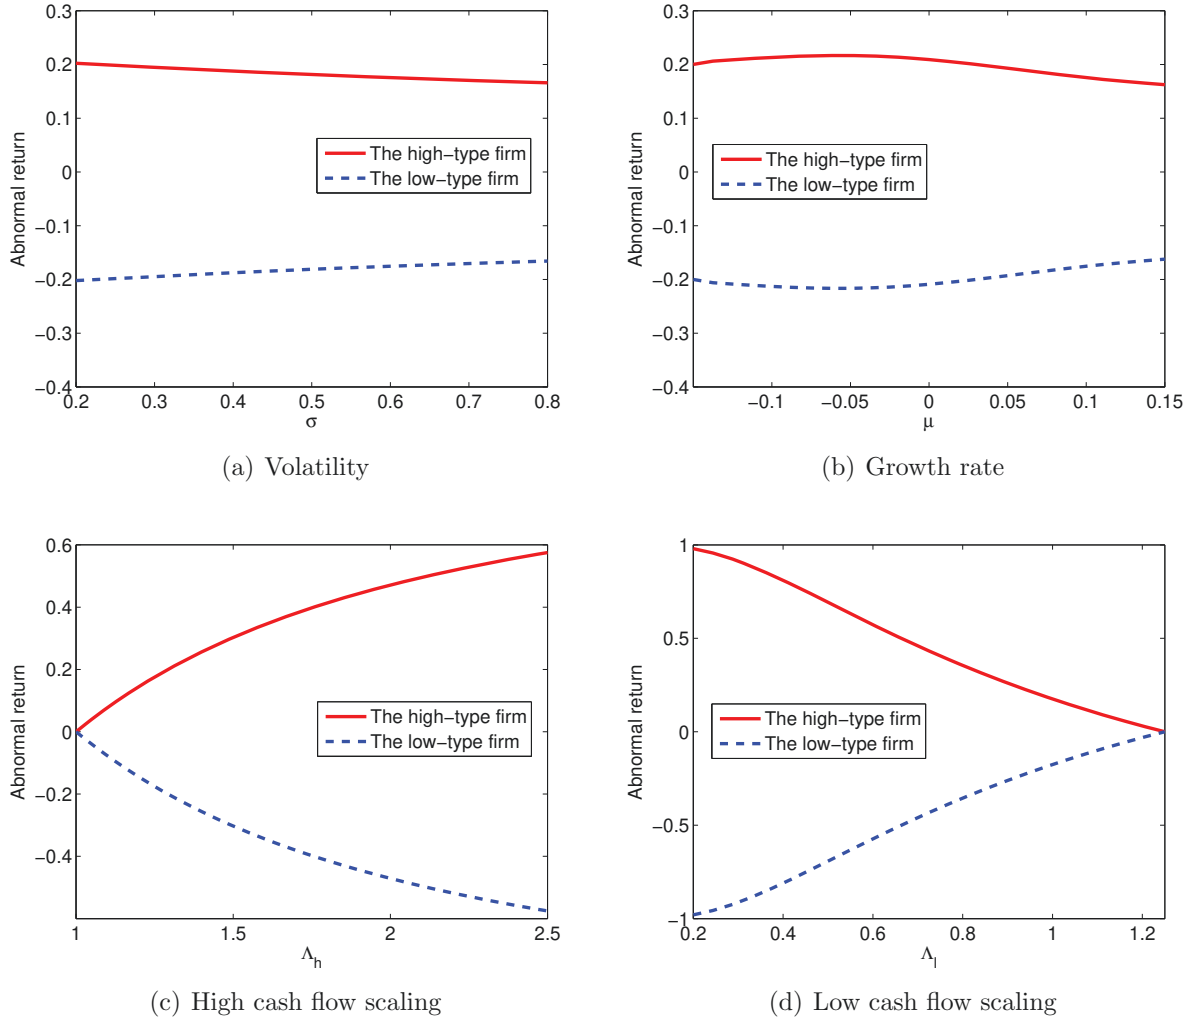 0.3
0.2
0.1
0
−0.1
−0.2
−0.3
−0.4
Abnormal return
The high−type firm
The low−type firm
0.2 0.3 0.4 0.5 0.6 0.7 0.8
σ
(a) Volatility
0.3
0.2
0.1
0
−0.1
−0.2
−0.3
−0.4
Abnormal return
The high−type firm
The low−type firm
−0.1 −0.05 0 0.05 0.1 0.15
μ
(b) Growth rate
0.6
0.4
0.2
0
−0.2
−0.4
Abnormal return
The high−type firm
The low−type firm
1 1.5 2 2.5
Λh
(c) High cash flow scaling
1
0.5
0
−0.5
−1
Abnormal return
The high−type firm
The low−type firm
0.2 0.4 0.6 0.8 1 1.2
Λl
(d) Low cash flow scaling